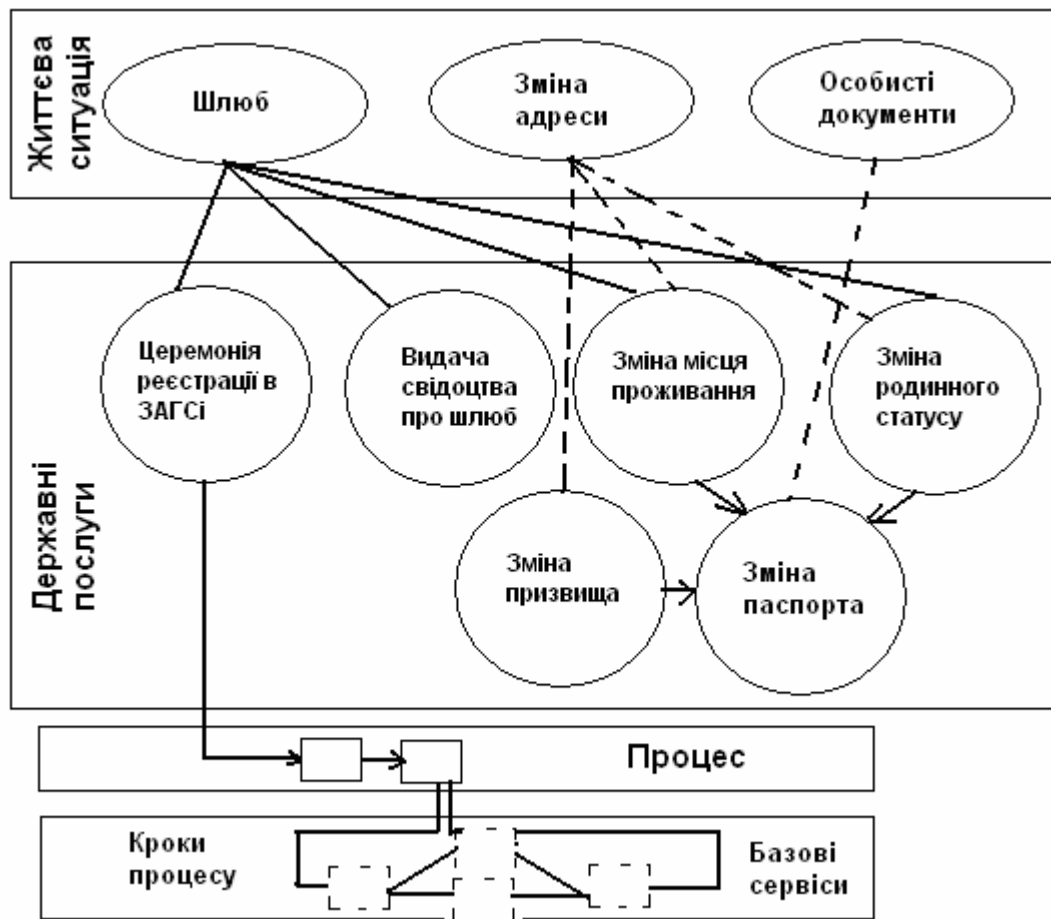 Життєва
ситуація
Шлюб
Зміна
адреси
Особисті
документи
Державні
послуги
Церемонія
реєстрації в
ЗАГСі
Видача
свідоцтва
про шлюб
Зміна місця
проживання
Зміна
родинного
статусу
Зміна
призвища
Зміна
паспорта
Процес
Кроки
процесу
Базові
сервіси